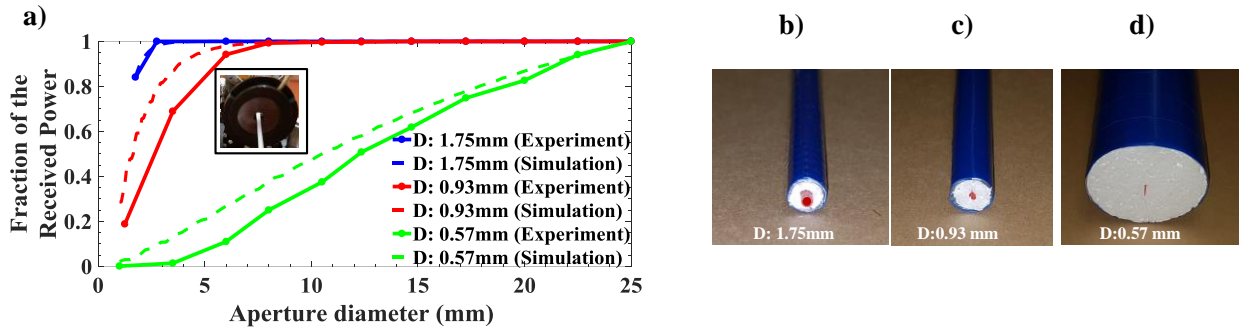 a)
Fraction of the
Received Power
1
0.8
0.6
0.4
0.2
0
0
5
10
15
20
25
Aperture diameter (mm)
D: 1.75mm (Experiment)
D: 1.75mm (Simulation)
D: 0.93mm (Experiment)
D: 0.93mm (Simulation)
D: 0.57mm (Experiment)
D: 0.57mm (Simulation)
b)
c)
d)
D: 1.75mm
D:0.93 mm
D:0.57 mm